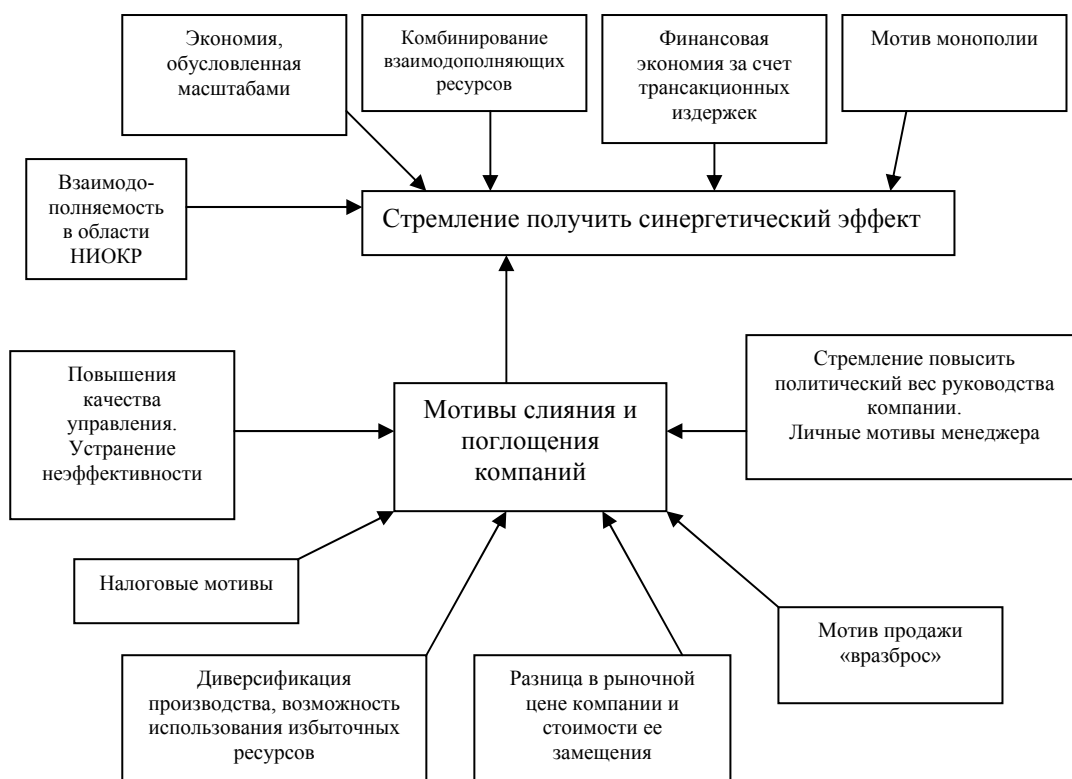 Экономия,
обусловленная
масштабами
Комбинирование
взаимодополняющих
ресурсов
Финансовая
экономия за счет
трансакционных
издержек
Мотив монополии
Взаимодо-
полняемость
в области
НИОКР
Стремление получить синергетический эффект
Повышения
качества
управления.
Устранение
неэффективности
Мотивы слияния и
поглощения
компаний
Стремление повысить
политический вес руководства
компании.
Личные мотивы менеджера
Налоговые мотивы
Мотив продажи
«вразброс»
Диверсификация
производства, возможность
использования избыточных
ресурсов
Разница в рыночной
цене компании и
стоимости ее
замещения